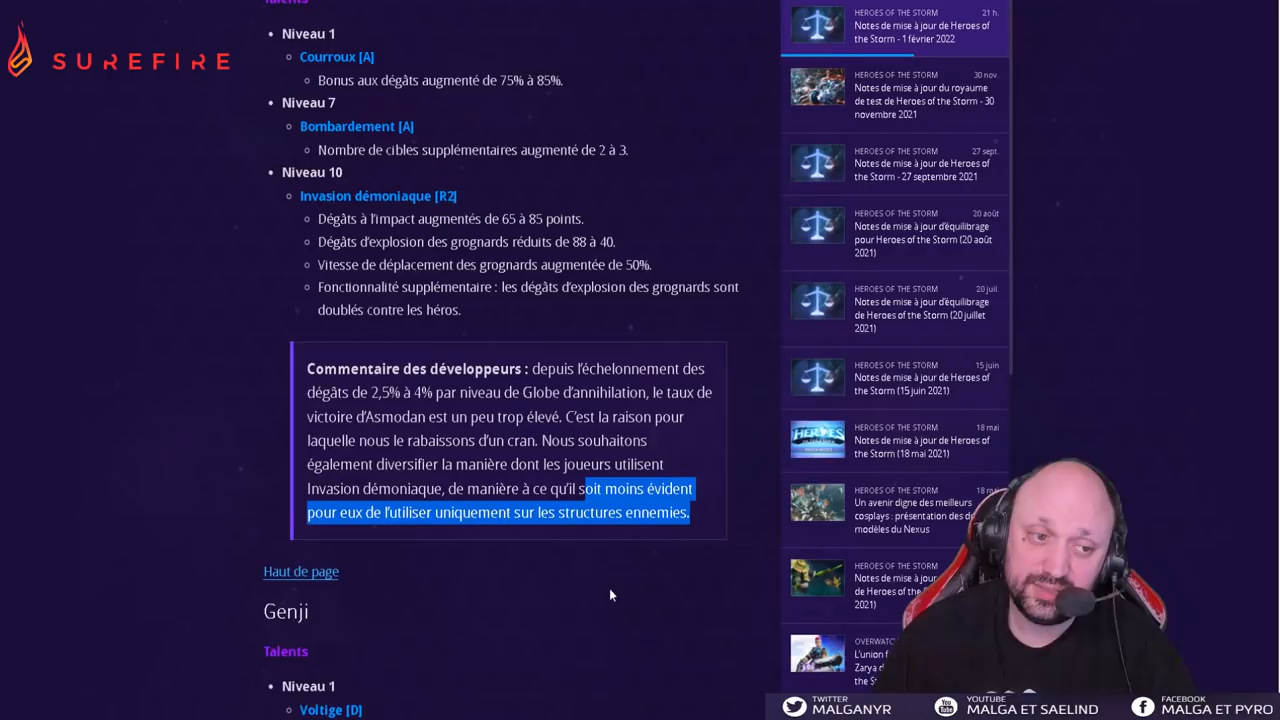 SUREFIRE
Talents
• Niveau 1
Courroux [A]
Bonus aux dégâts augmenté de 75% à 85%.
• Niveau 7
Bombardement [A]
Nombre de cibles supplémentaires augmenté de 2 à 3.
• Niveau 10
Invasion démoniaque [R2]
Dégâts à l'impact augmentés de 65 à 85 points.
Dégâts d'explosion des grognards réduits de 88 à 40.
Vitesse de déplacement des grognards augmentée de 50%.
Fonctionnalité supplémentaire : les dégâts d'explosion des grognards sont
doublés contre les héros.
Commentaire des développeurs : depuis l'échelonnement des
dégâts de 2,5% à 4% par niveau de Globe d'annihilation, le taux de
victoire d'Asmodan est un peu trop élevé. C'est la raison pour
laquelle nous le rabaissons d'un cran. Nous souhaitons
également diversifier la manière dont les joueurs utilisent
Invasion démoniaque, de manière à ce qu'il soit moins évident
pour eux de l'utiliser uniquement sur les structures ennemies.
Haut de page
Genji
Talents
• Niveau 1
Voltige [D]
HEROES OF THE STORM 21 h.
Notes de mise à jour de Heroes of
the Storm - 1 février 2022
HEROES OF THE STORM 30 nov.
Notes de mise à jour du royaume
de test de Heroes of the Storm - 30
novembre 2021
HEROES OF THE STORM 27 sept.
Notes de mise à jour de Heroes of
the Storm - 27 septembre 2021
HEROES OF THE STORM 20 août
Notes de mise à jour d'équilibrage
pour Heroes of the Storm (20 août
2021)
HEROES OF THE STORM 20 juil.
Notes de mise à jour d'équilibrage
de Heroes of the Storm (20 juillet
2021)
HEROES OF THE STORM 15 juin
Notes de mise à jour de Heroes of
the Storm (15 juin 2021)
HEROES OF THE STORM 18 mai
Notes de mise à jour de Heroes of
the Storm (18 mai 2021)
HEROES OF THE STORM 18 m
Un avenir digne des meilleurs
cosplays : présentation des
modèles du Nexus
HEROES OF THE STORM
Notes de mise à jour
de Heroes of the
2021)
OVERWATC
L'union f
Zarya d
the S
TWITTER
MALGANYR
YOUTUBE
MALGA ET SAELIND
FACEBOOK
MALGA ET PYRO